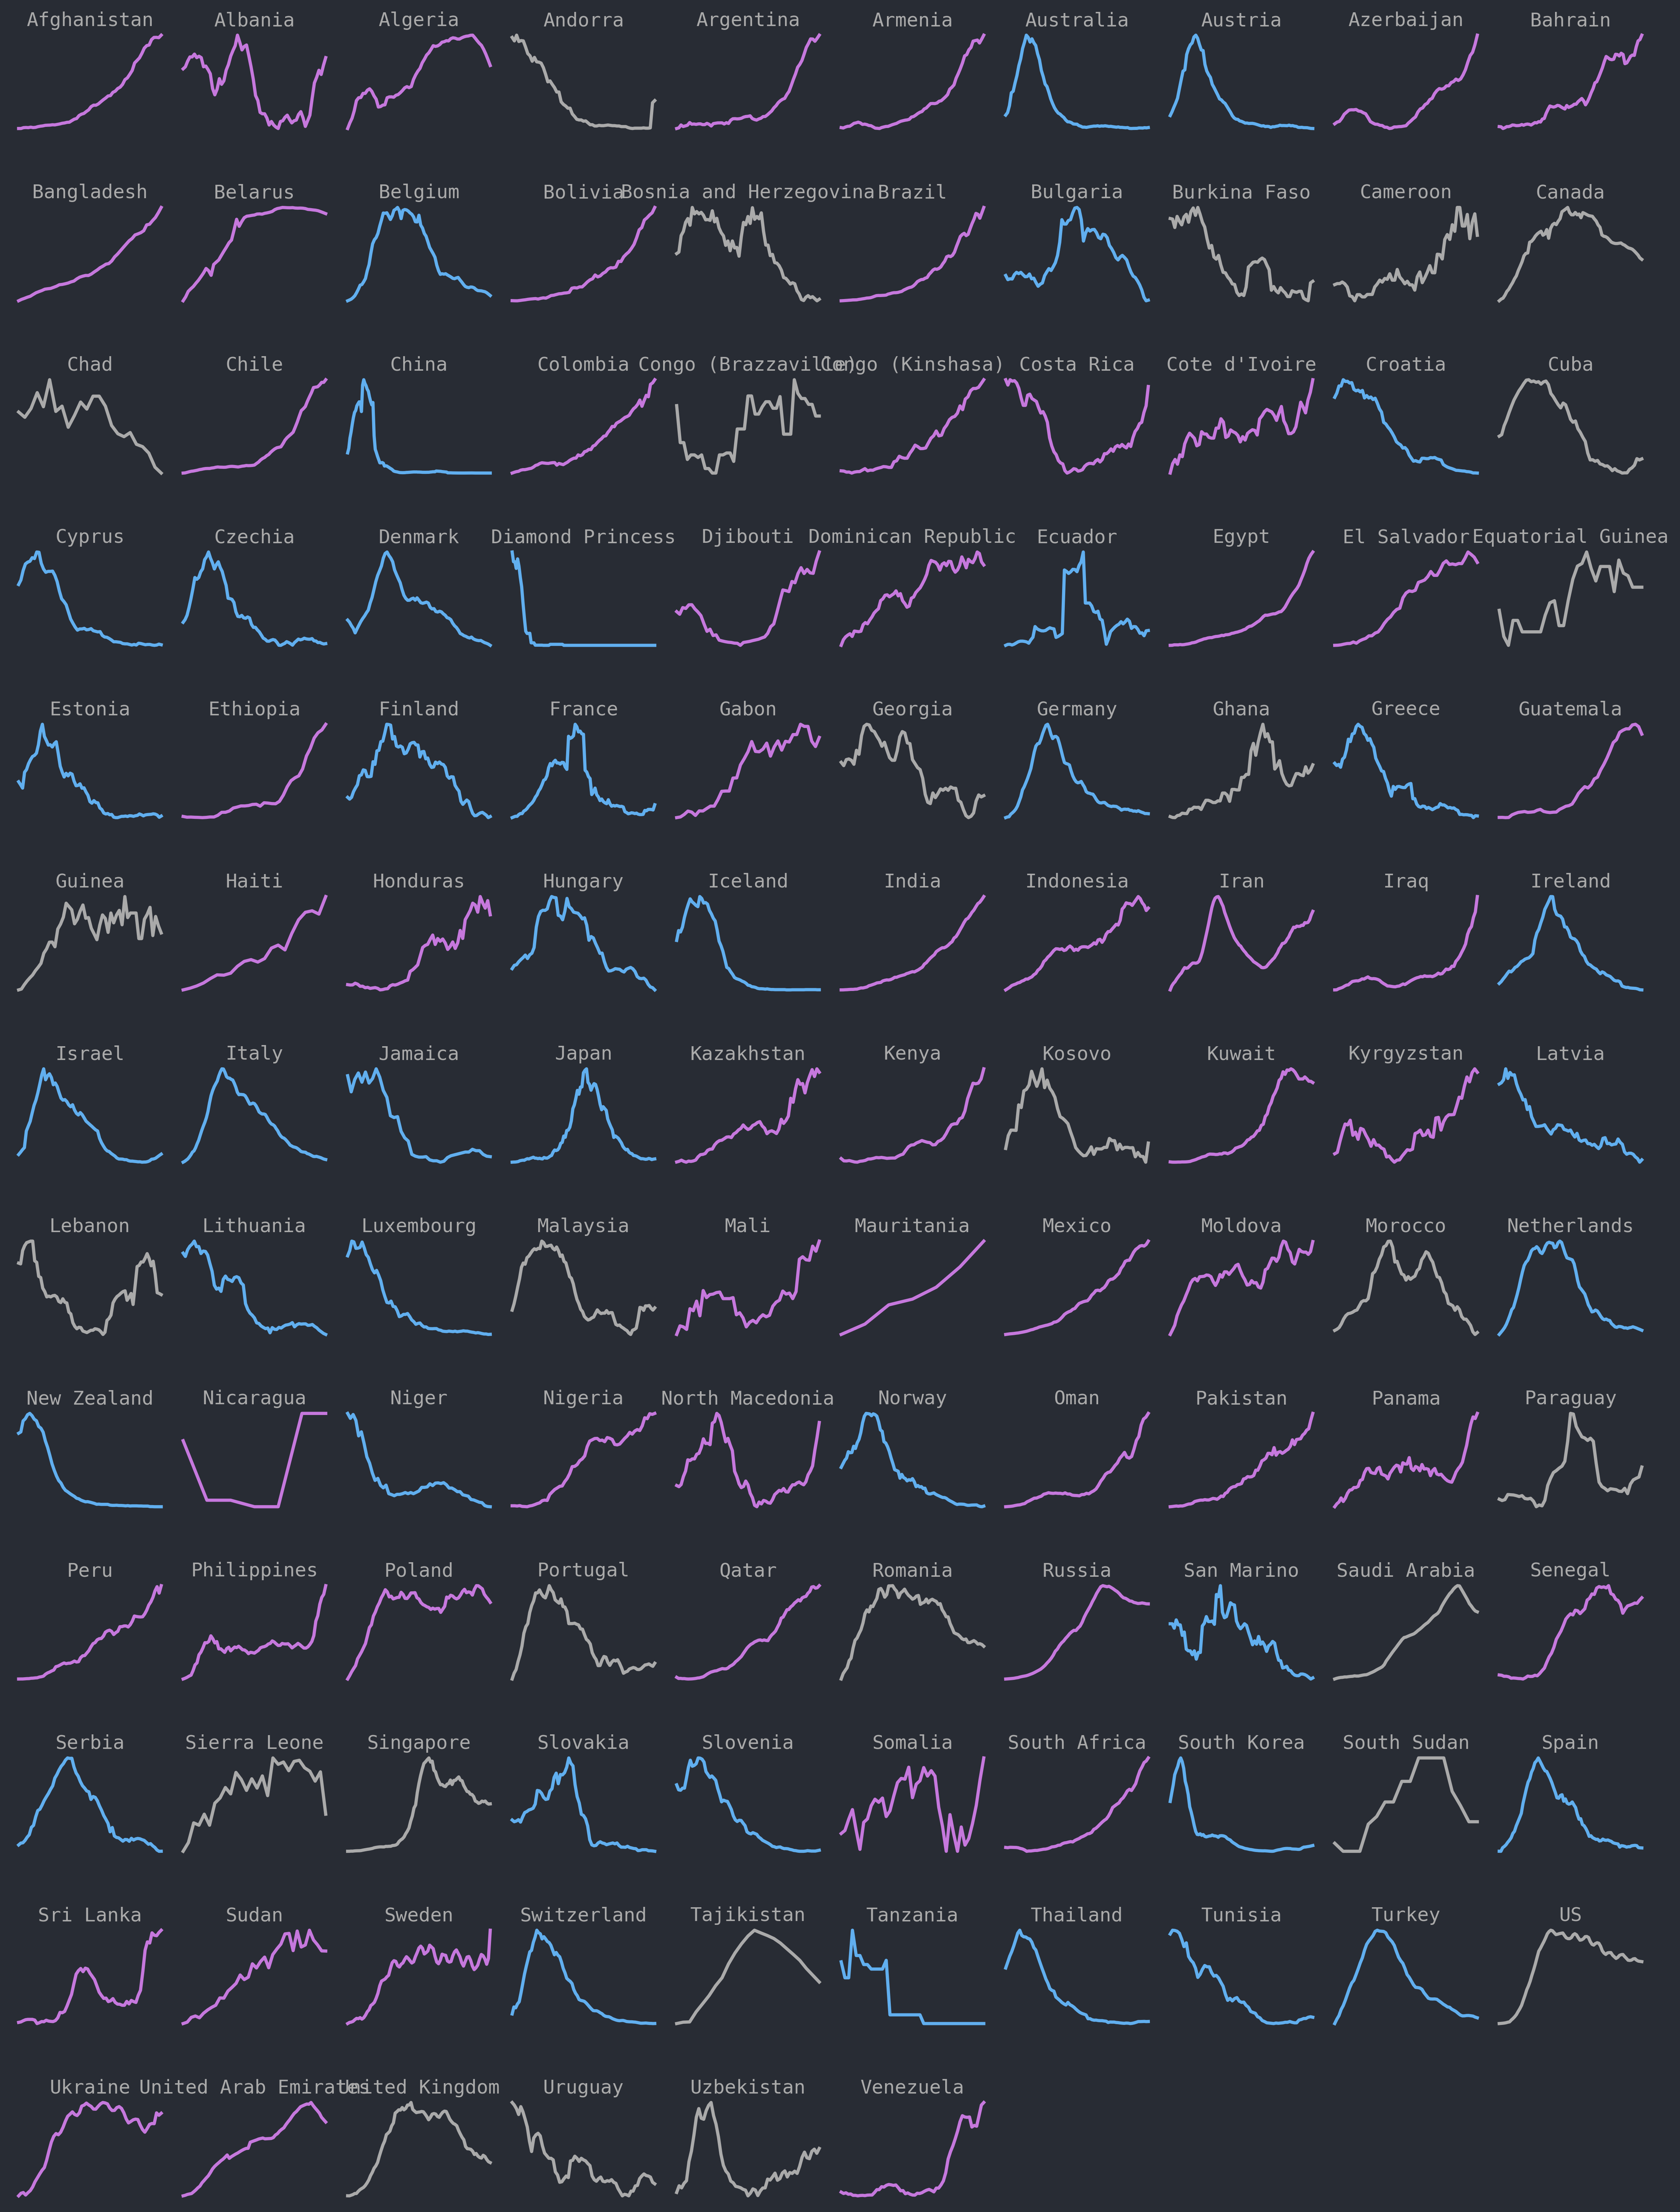 Afghanistan Albania Algeria Andorra Argentina Armenia Australia Austria Azerbaijan Bahrain
Bangladesh Belarus Belgium Bolivia Bosnia and Herzegovina Brazil Bulgaria Burkina Faso Cameroon Canada
Chad Chile China Colombia Congo (Brazzaville) Congo (Kinshasa) Costa Rica Cote d'Ivoire Croatia Cuba
Cyprus Czechia Denmark Diamond Princess Djibouti Dominican Republic Ecuador Egypt El Salvador Equatorial Guinea
Estonia Ethiopia Finland France Gabon Georgia Germany Ghana Greece Guatemala
Guinea Haiti Honduras Hungary Iceland India Indonesia Iran Iraq Ireland
Israel Italy Jamaica Japan Kazakhstan Kenya Kosovo Kuwait Kyrgyzstan Latvia
Lebanon Lithuania Luxembourg Malaysia Mali Mauritania Mexico Moldova Morocco Netherlands
New Zealand Nicaragua Niger Nigeria North Macedonia Norway Oman Pakistan Panama Paraguay
Peru Philippines Poland Portugal Qatar Romania Russia San Marino Saudi Arabia Senegal
Serbia Sierra Leone Singapore Slovakia Slovenia Somalia South Africa South Korea South Sudan Spain
Sri Lanka Sudan Sweden Switzerland Tajikistan Tanzania Thailand Tunisia Turkey US
Ukraine United Arab Emirates United Kingdom Uruguay Uzbekistan Venezuela